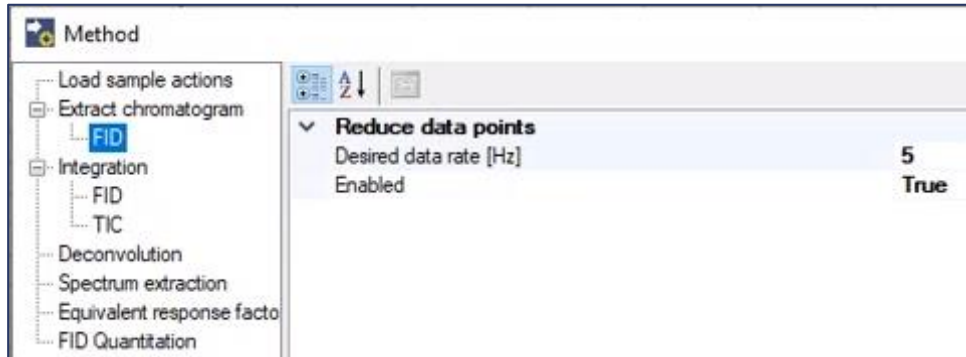 Method
Load sample actions
Extract chromatogram
FID
Integration
FID
TIC
Deconvolution
Spectrum extraction
Equivalent response facto
FID Quantitation
A
Z
Reduce data points
Desired data rate [Hz] 5
Enabled True